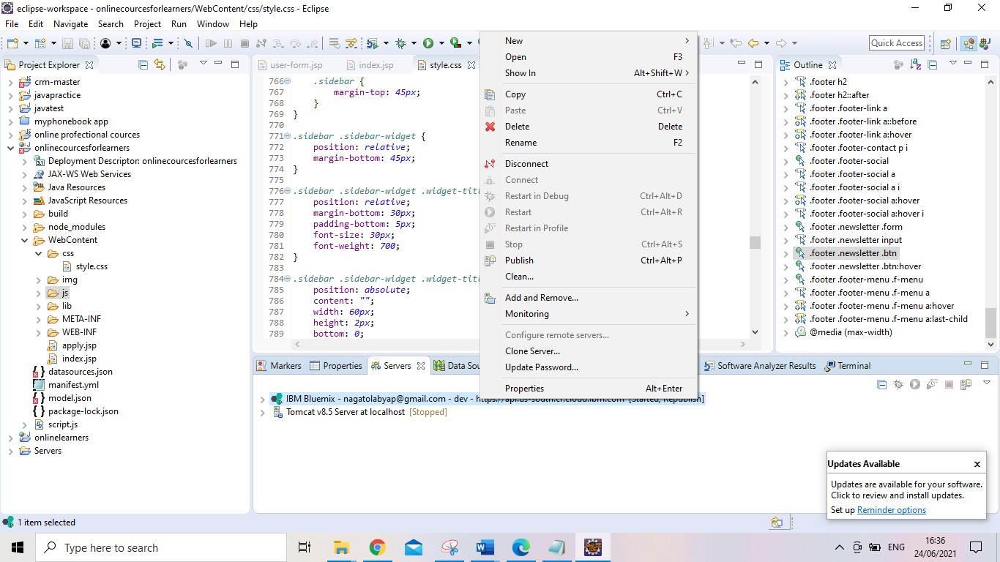 eclipse-workspace - onlinecourcesforlearners/WebContent/css/style.css - Eclipse
File Edit Navigate Search Project Run Window Help
Quick Access
Project Explorer
crm-master
javapractice
javatest
myphonebook app
online profectional cources
onlinecourcesforlearners
Deployment Descriptor: onlinecourcesforlearners
JAX-WS Web Services
Java Resources
JavaScript Resources
build
node_modules
WebContent
css
style.css
img
js
lib
META-INF
WEB-INF
apply.jsp
index.jsp
datasources.json
manifest.yml
model.json
package-lock.json
script.js
onlinelearners
Servers
user-form.jsp index.jsp style.css
766 .sidebar {
767 margin-top: 45px;
768 }
769 }
770
771 .sidebar .sidebar-widget {
772 position: relative;
773 margin-bottom: 45px;
774 }
775
776 .sidebar .sidebar-widget .widget-titl
777 position: relative;
778 margin-bottom: 30px;
779 padding-bottom: 5px;
780 font-size: 30px;
781 font-weight: 700;
782 }
783
784 .sidebar .sidebar-widget .widget-titl
785 position: absolute;
786 content: "";
787 width: 60px;
788 height: 2px;
789 bottom: 0;
New
Open F3
Show In Alt+Shift+W
Copy Ctrl+C
Paste Ctrl+V
Delete Delete
Rename F2
Disconnect
Connect
Restart in Debug Ctrl+Alt+D
Restart Ctrl+Alt+R
Restart in Profile
Stop Ctrl+Alt+S
Publish Ctrl+Alt+P
Clean...
Add and Remove...
Monitoring
Configure remote servers...
Clone Server...
Update Password...
Properties Alt+Enter
Outline
.footer h2
.footer h2::after
.footer .footer-link a
.footer .footer-link a::before
.footer .footer-link a:hover
.footer .footer-contact p i
.footer .footer-social
.footer .footer-social a
.footer .footer-social a i
.footer .footer-social a:hover
.footer .footer-social a:hover i
.footer .newsletter .form
.footer .newsletter input
.footer .newsletter .btn
.footer .newsletter .btn:hover
.footer .footer-menu .f-menu
.footer .footer-menu .f-menu a
.footer .footer-menu .f-menu a:hover
.footer .footer-menu .f-menu a:last-child
@media (max-width)
Markers Properties Servers Data Sou Software Analyzer Results Terminal
IBM Bluemix - nagatolabyap@gmail.com - dev - https://api.us-south.cf.cloud.ibm.com [Started, Republish]
Tomcat v8.5 Server at localhost [Stopped]
Updates Available
Updates are available for your software.
Click to review and install updates.
Set up Reminder options
1 item selected
Type here to search
ENG
16:36
24/06/2021